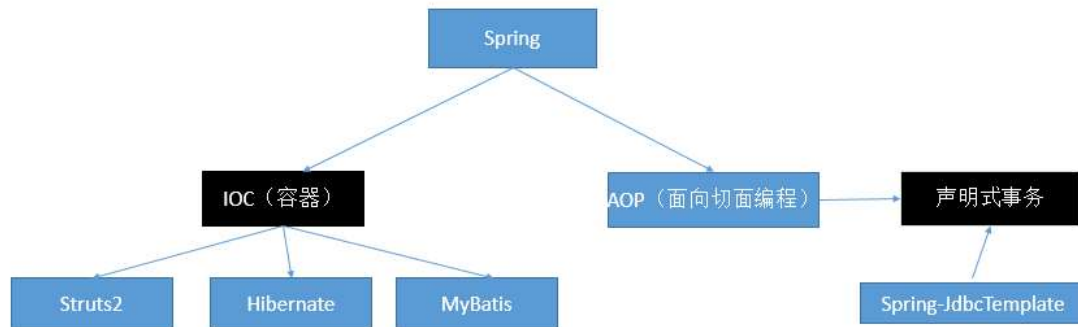 Spring
IOC（容器）
AOP（面向切面编程）
声明式事务
Struts2
Hibernate
MyBatis
Spring-JdbcTemplate